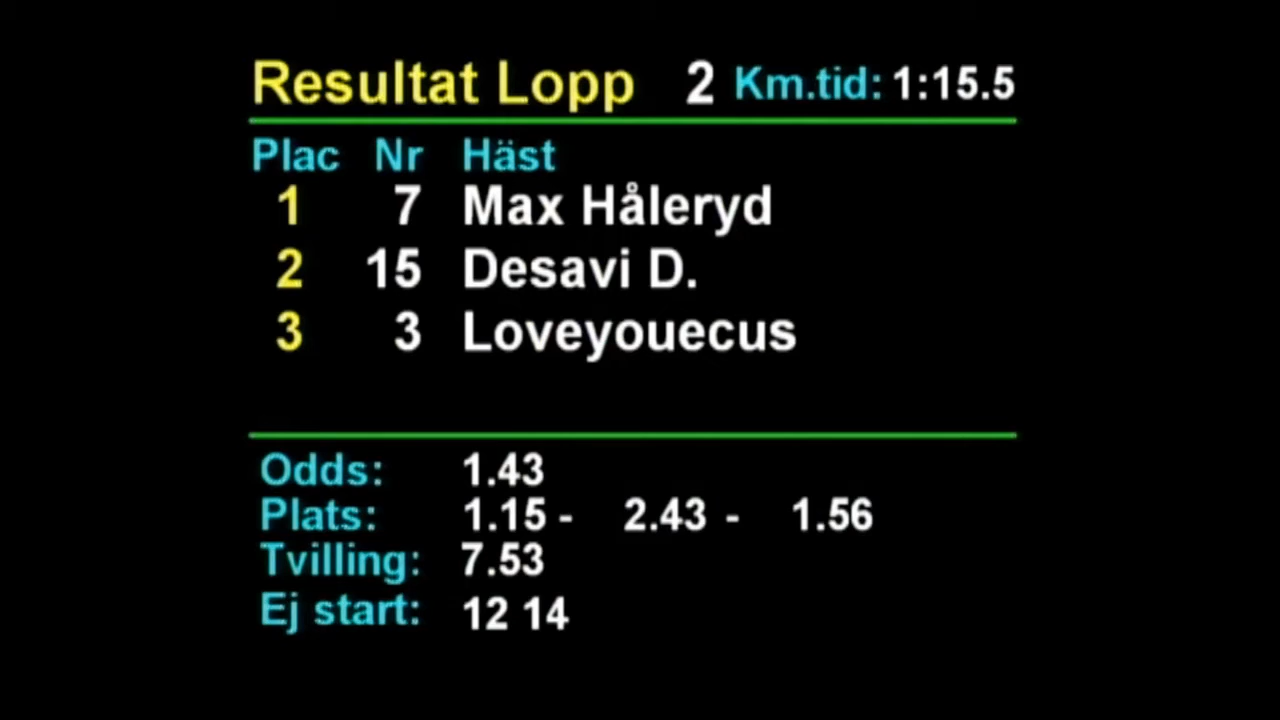 Resultat Lopp 2 Km.tid: 1:15.5
Plac Nr Häst
1 7 Max Håleryd
2 15 Desavi D.
3 3 Loveyouecus
Odds: 1.43
Plats: 1.15 - 2.43 - 1.56
Tvilling: 7.53
Ej start: 12 14